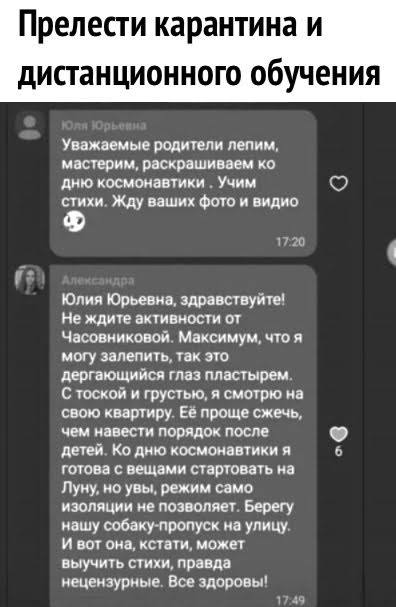 Прелести карантина и
дистанционного обучения
Юля Юрьевна
Уважаемые родители лепим,
мастерим, раскрашиваем ко
дню космонавтики . Учим
стихи. Жду ваших фото и видио
17:20
Александра
Юлия Юрьевна, здравствуйте!
Не ждите активности от
Часовниковой. Максимум, что я
могу залепить, так это
дергающийся глаз пластырем.
С тоской и грустью, я смотрю на
свою квартиру. Её проще сжечь,
чем навести порядок после
детей. Ко дню космонавтики я
готова с вещами стартовать на
Луну, но увы, режим само
изоляции не позволяет. Берегу
нашу собаку-пропуск на улицу.
И вот она, кстати, может
выучить стихи, правда
нецензурные. Все здоровы!
6
17:49